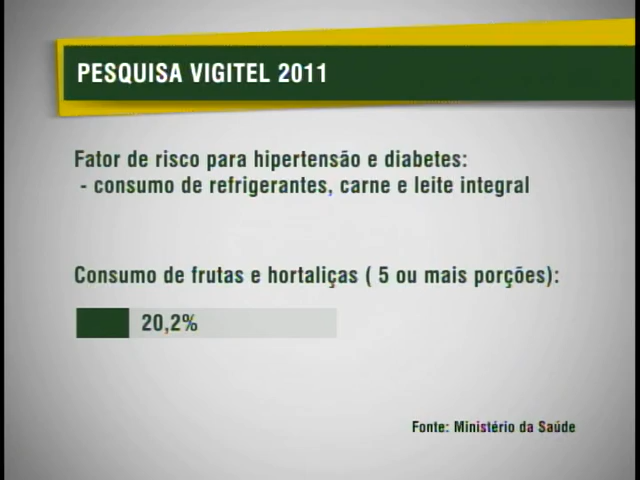 PESQUISA VIGITEL 2011
Fator de risco para hipertensão e diabetes:
- consumo de refrigerantes, carne e leite integral
Consumo de frutas e hortaliças ( 5 ou mais porções):
20,2%
Fonte: Ministério da Saúde